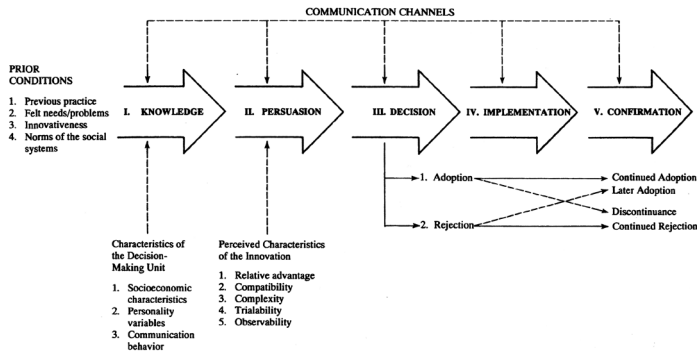 COMMUNICATION CHANNELS
PRIOR
CONDITIONS
1. Previous practice
2. Felt needs/problems
3. Innovativeness
4. Norms of the social
systems
I. KNOWLEDGE
II. PERSUASION
III. DECISION
IV. IMPLEMENTATION
V. CONFIRMATION
1. Adoption
2. Rejection
Continued Adoption
Later Adoption
Discontinuance
Continued Rejection
Characteristics of
the Decision-
Making Unit
1. Socioeconomic
characteristics
2. Personality
variables
3. Communication
behavior
Perceived Characteristics
of the Innovation
1. Relative advantage
2. Compatibility
3. Complexity
4. Trialability
5. Observability